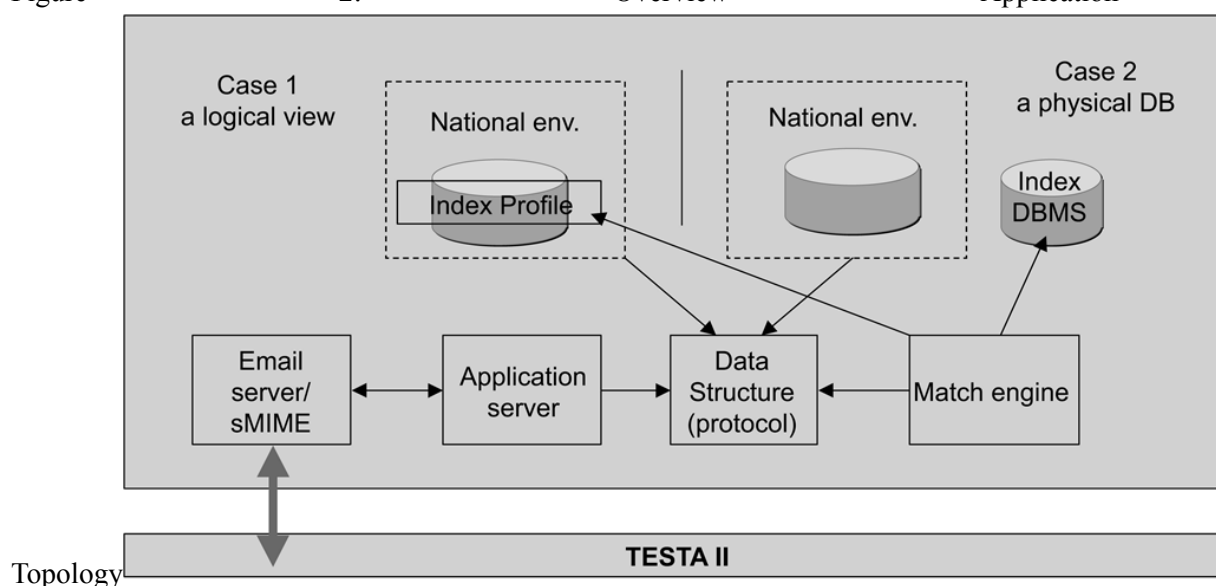 Figure 2: Overview Application
Case 1
a logical view
National env.
Index Profile
National env.
Case 2
a physical DB
Index
DBMS
Email
server/
sMIME
Application
server
Data
Structure
(protocol)
Match engine
TESTA II
Topology